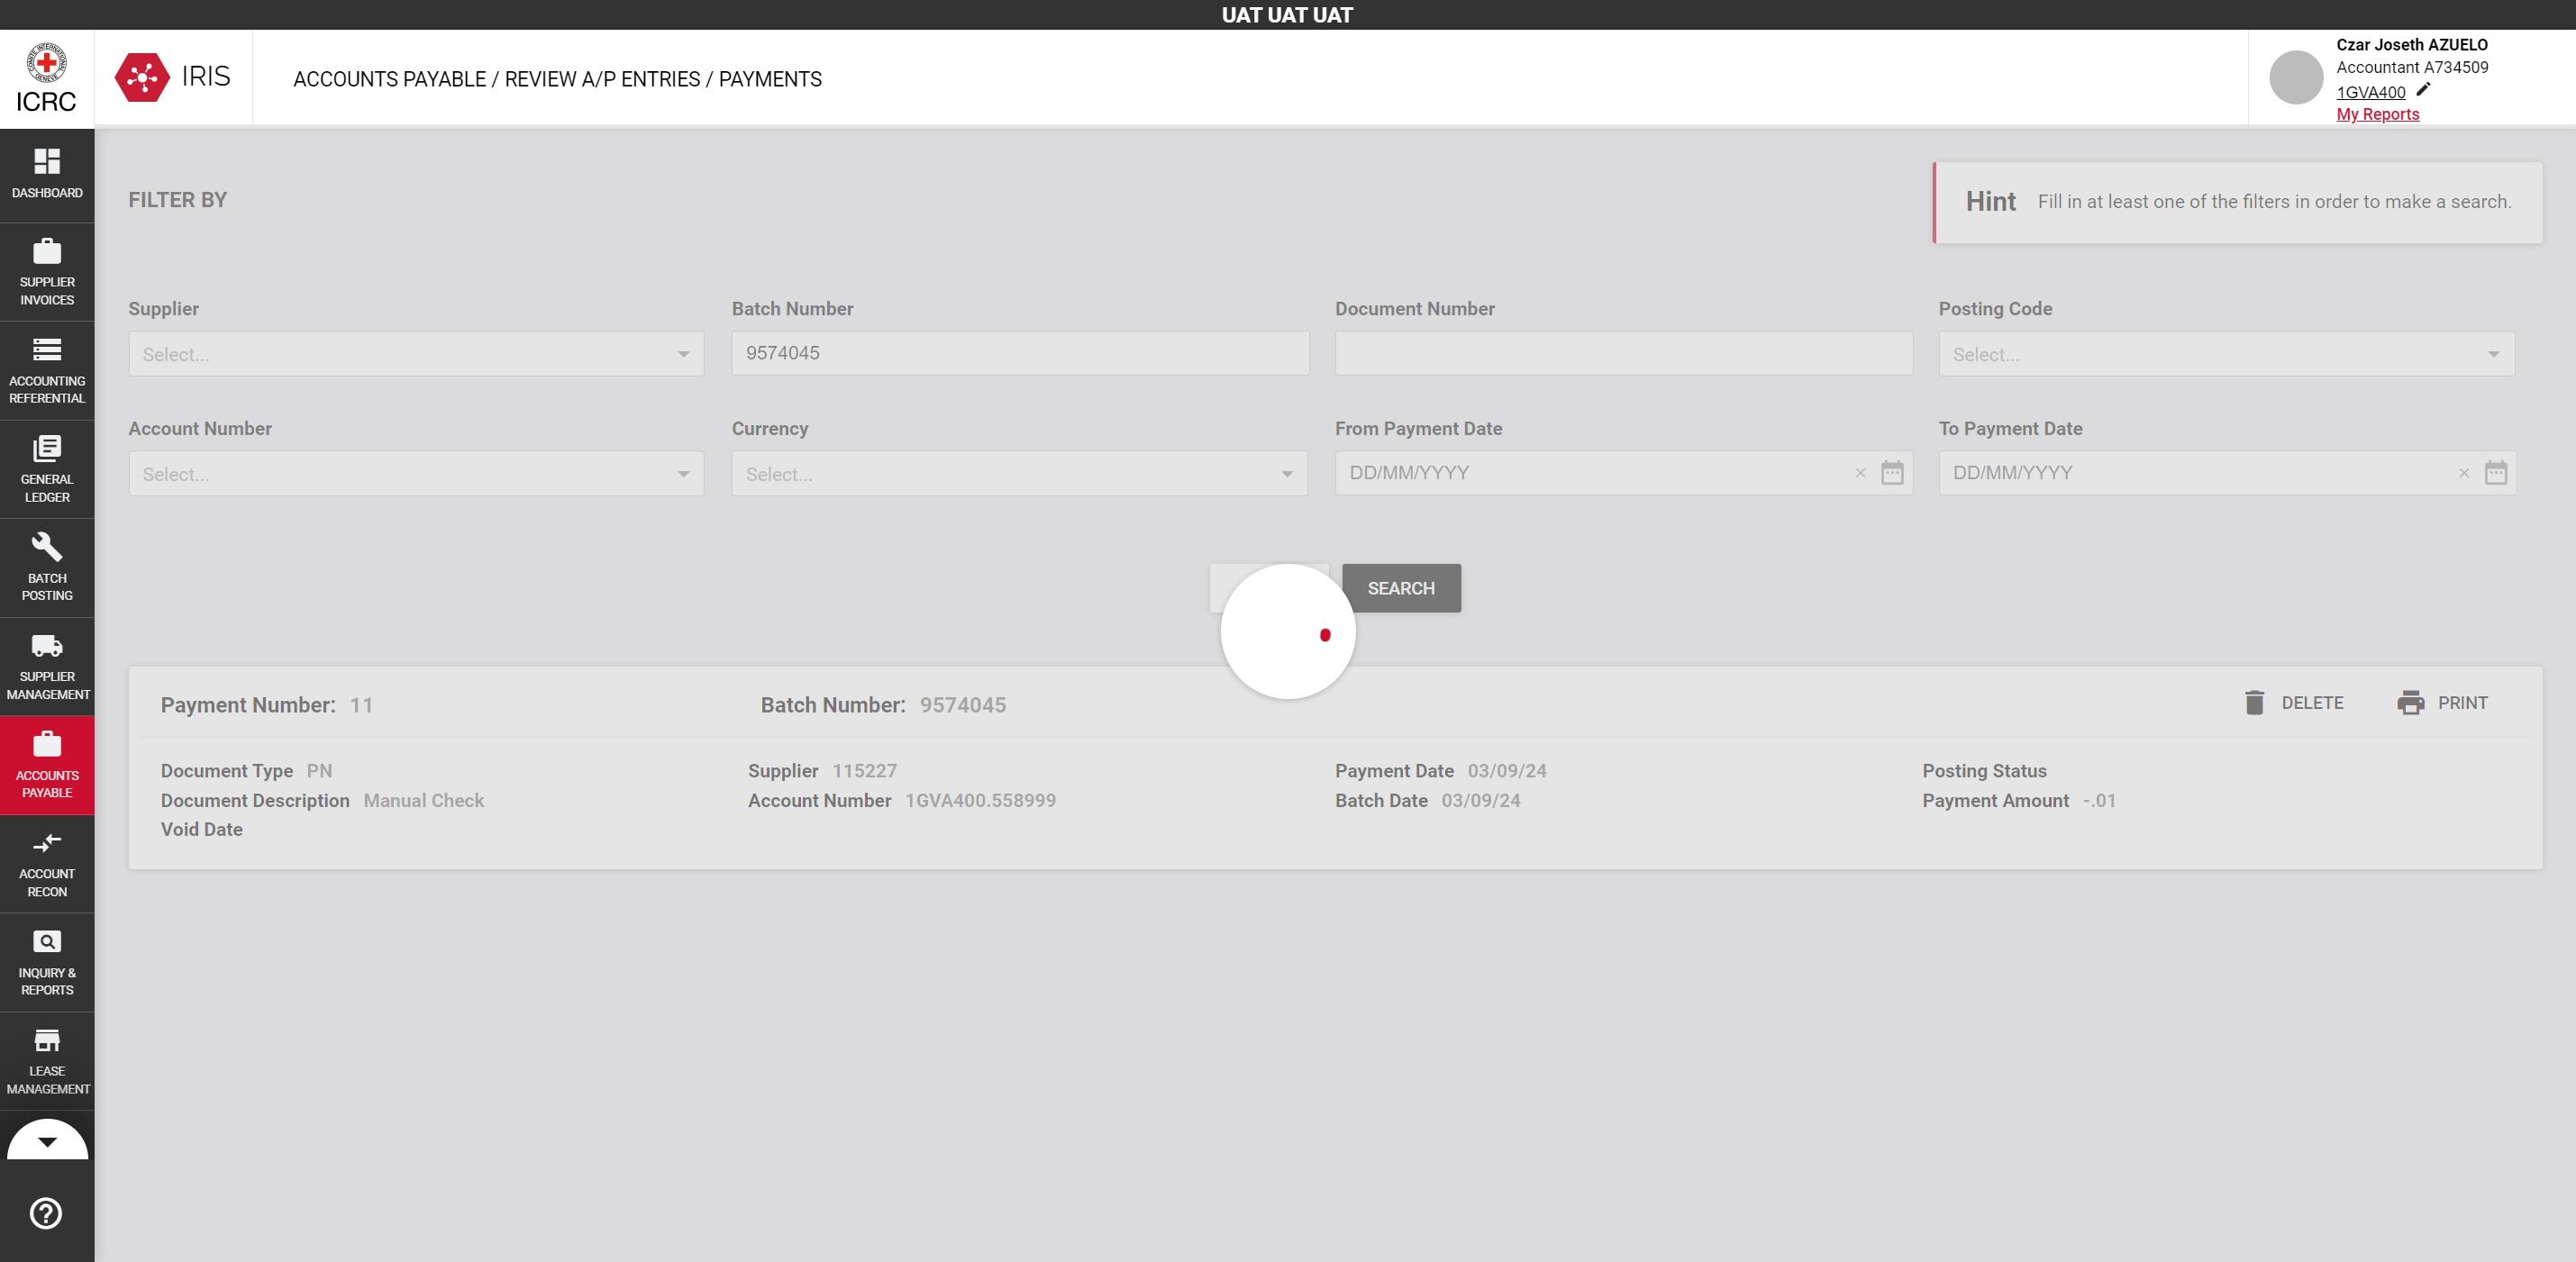 UAT UAT UAT
ICRC
IRIS
ACCOUNTS PAYABLE / REVIEW A/P ENTRIES / PAYMENTS
Czar Joseth AZUELO
Accountant A734509
1GVA400
My Reports
DASHBOARD
SUPPLIER
INVOICES
ACCOUNTING
REFERENTIAL
GENERAL
LEDGER
BATCH
POSTING
SUPPLIER
MANAGEMENT
ACCOUNTS
PAYABLE
ACCOUNT
RECON
INQUIRY &
REPORTS
LEASE
MANAGEMENT
FILTER BY
Hint Fill in at least one of the filters in order to make a search.
Supplier Batch Number Document Number Posting Code
Select... 9574045 Select...
Account Number Currency From Payment Date To Payment Date
Select... Select... DD/MM/YYYY × DD/MM/YYYY ×
SEARCH
Payment Number: 11 Batch Number: 9574045 DELETE PRINT
Document Type PN Supplier 115227 Payment Date 03/09/24 Posting Status
Document Description Manual Check Account Number 1GVA400.558999 Batch Date 03/09/24 Payment Amount -.01
Void Date